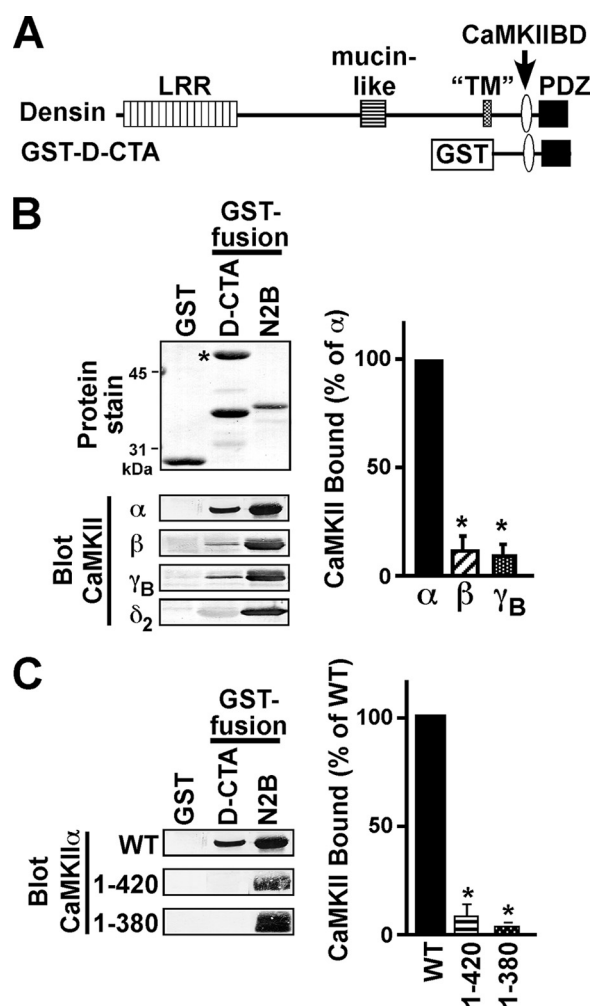 A
CaMKIIBD
mucin-
like
LRR
“TM”
PDZ
Densin
GST-D-CTA
GST
B
GST-
fusion
GST
D-CTA
N2B
Protein
stain
45
*
31
kDa
Blot
CaMKII
α
β
γB
δ2
CaMKII Bound (% of α)
100
50
0
*
*
α
β
γB
C
GST-
fusion
GST
D-CTA
N2B
Blot
CaMKIIα
WT
1-420
1-380
CaMKII Bound (% of WT)
100
50
0
*
*
WT
1-420
1-380